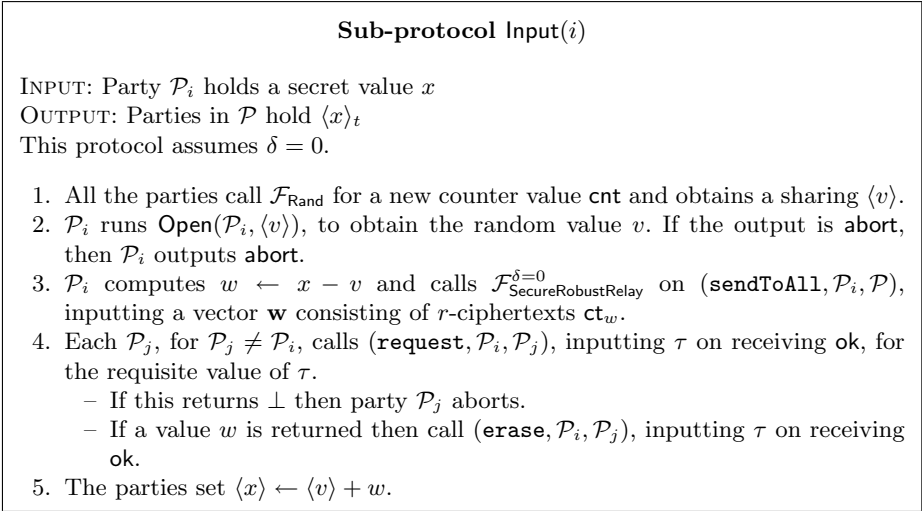 Sub-protocol Input(i)
INPUT: Party 𝒫ᵢ holds a secret value x
OUTPUT: Parties in 𝒫 hold ⟨x⟩ₜ
This protocol assumes δ = 0.
1. All the parties call ℱ_Rand for a new counter value cnt and obtains a sharing ⟨v⟩.
2. 𝒫ᵢ runs Open(𝒫ᵢ, ⟨v⟩), to obtain the random value v. If the output is abort,
then 𝒫ᵢ outputs abort.
3. 𝒫ᵢ computes w ← x − v and calls ℱ^{δ=0}_{SecureRobustRelay} on (sendToAll, 𝒫ᵢ, 𝒫),
inputting a vector 𝐰 consisting of r-ciphertexts ct_w.
4. Each 𝒫ⱼ, for 𝒫ⱼ ≠ 𝒫ᵢ, calls (request, 𝒫ᵢ, 𝒫ⱼ), inputting τ on receiving ok, for
the requisite value of τ.
– If this returns ⊥ then party 𝒫ⱼ aborts.
– If a value w is returned then call (erase, 𝒫ᵢ, 𝒫ⱼ), inputting τ on receiving
ok.
5. The parties set ⟨x⟩ ← ⟨v⟩ + w.